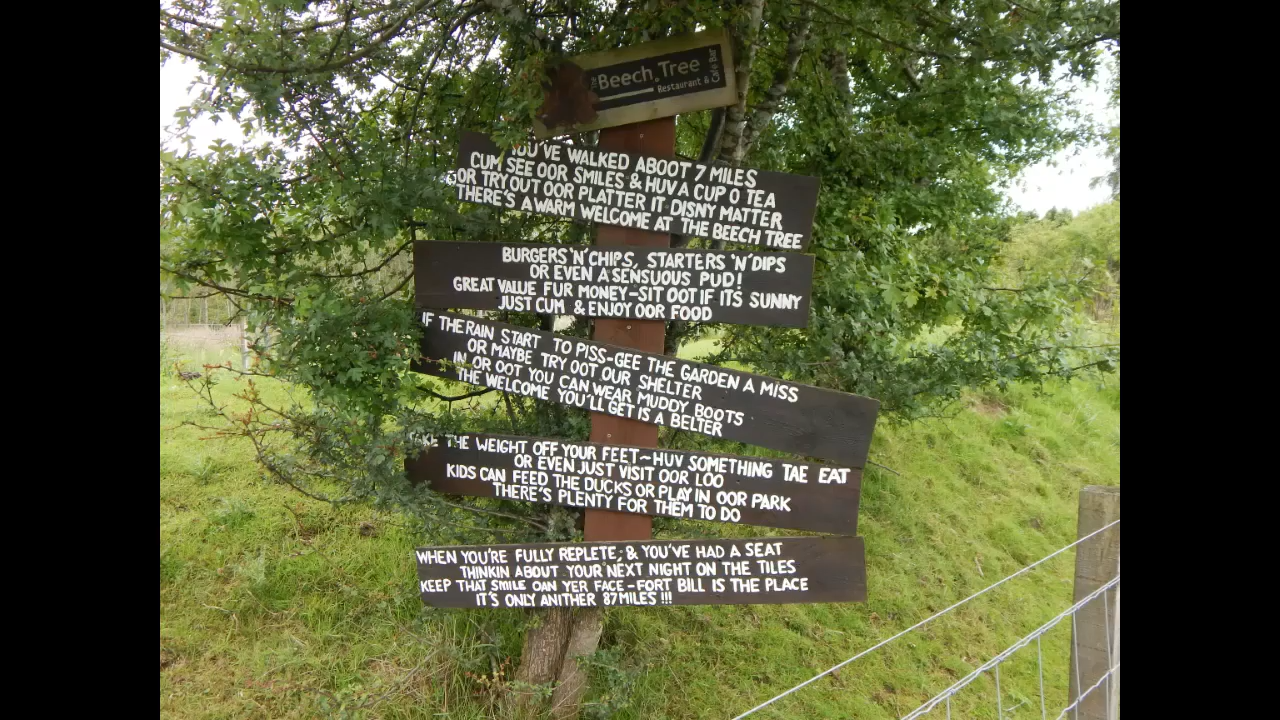 The Beech Tree
Restaurant & Café Bar
YOU'VE WALKED ABOOT 7 MILES
CUM SEE OOR SMILES & HUV A CUP O TEA
OR TRY OUT OOR PLATTER IT DISNY MATTER
THERE'S A WARM WELCOME AT THE BEECH TREE
BURGERS 'N' CHIPS, STARTERS 'N' DIPS
OR EVEN A SENSUOUS PUD!
GREAT VALUE FUR MONEY-SIT OOT IF ITS SUNNY
JUST CUM & ENJOY OOR FOOD
IF THE RAIN START TO PISS-GEE THE GARDEN A MISS
OR MAYBE TRY OOT OUR SHELTER
IN OR OOT YOU CAN WEAR MUDDY BOOTS
THE WELCOME YOU'LL GET IS A BELTER
THE WEIGHT OFF YOUR FEET~HUV SOMETHING TAE EAT
OR EVEN JUST VISIT OOR LOO
KIDS CAN FEED THE DUCKS OR PLAY IN OOR PARK
THERE'S PLENTY FOR THEM TO DO
WHEN YOU'RE FULLY REPLETE, & YOU'VE HAD A SEAT
THINKIN ABOUT YOUR NEXT NIGHT ON THE TILES
KEEP THAT SMILE OAN YER FACE-FORT BILL IS THE PLACE
IT'S ONLY ANITHER 87 MILES !!!